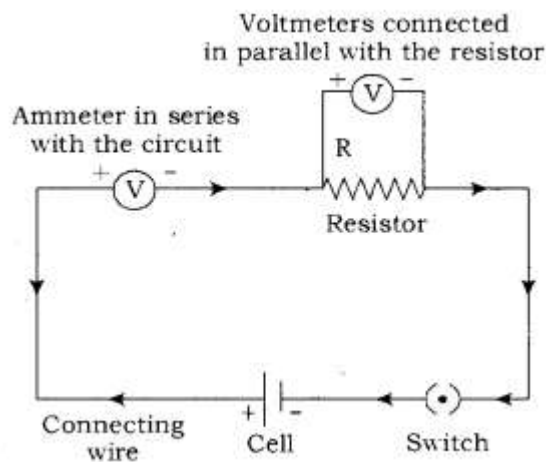 Voltmeters connected
in parallel with the resistor
+ V -
Ammeter in series
with the circuit
+ V -
R
Resistor
+ -
Connecting
wire
Cell
Switch